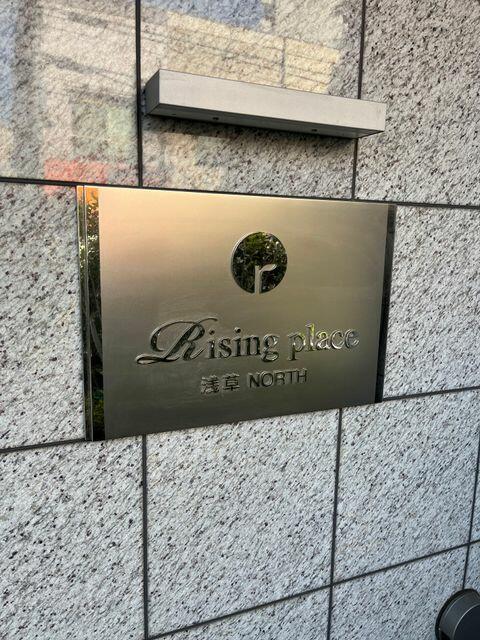 r
Rising place
浅草 NORTH